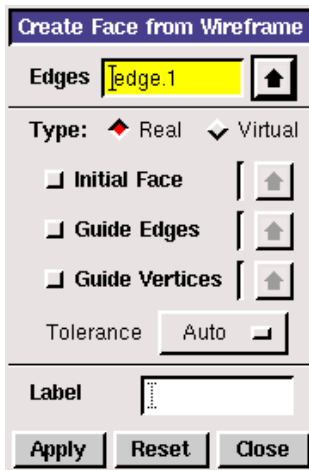 Create Face from Wireframe
Edges edge.1
Type: Real Virtual
Initial Face
Guide Edges
Guide Vertices
Tolerance Auto
Label
Apply Reset Close